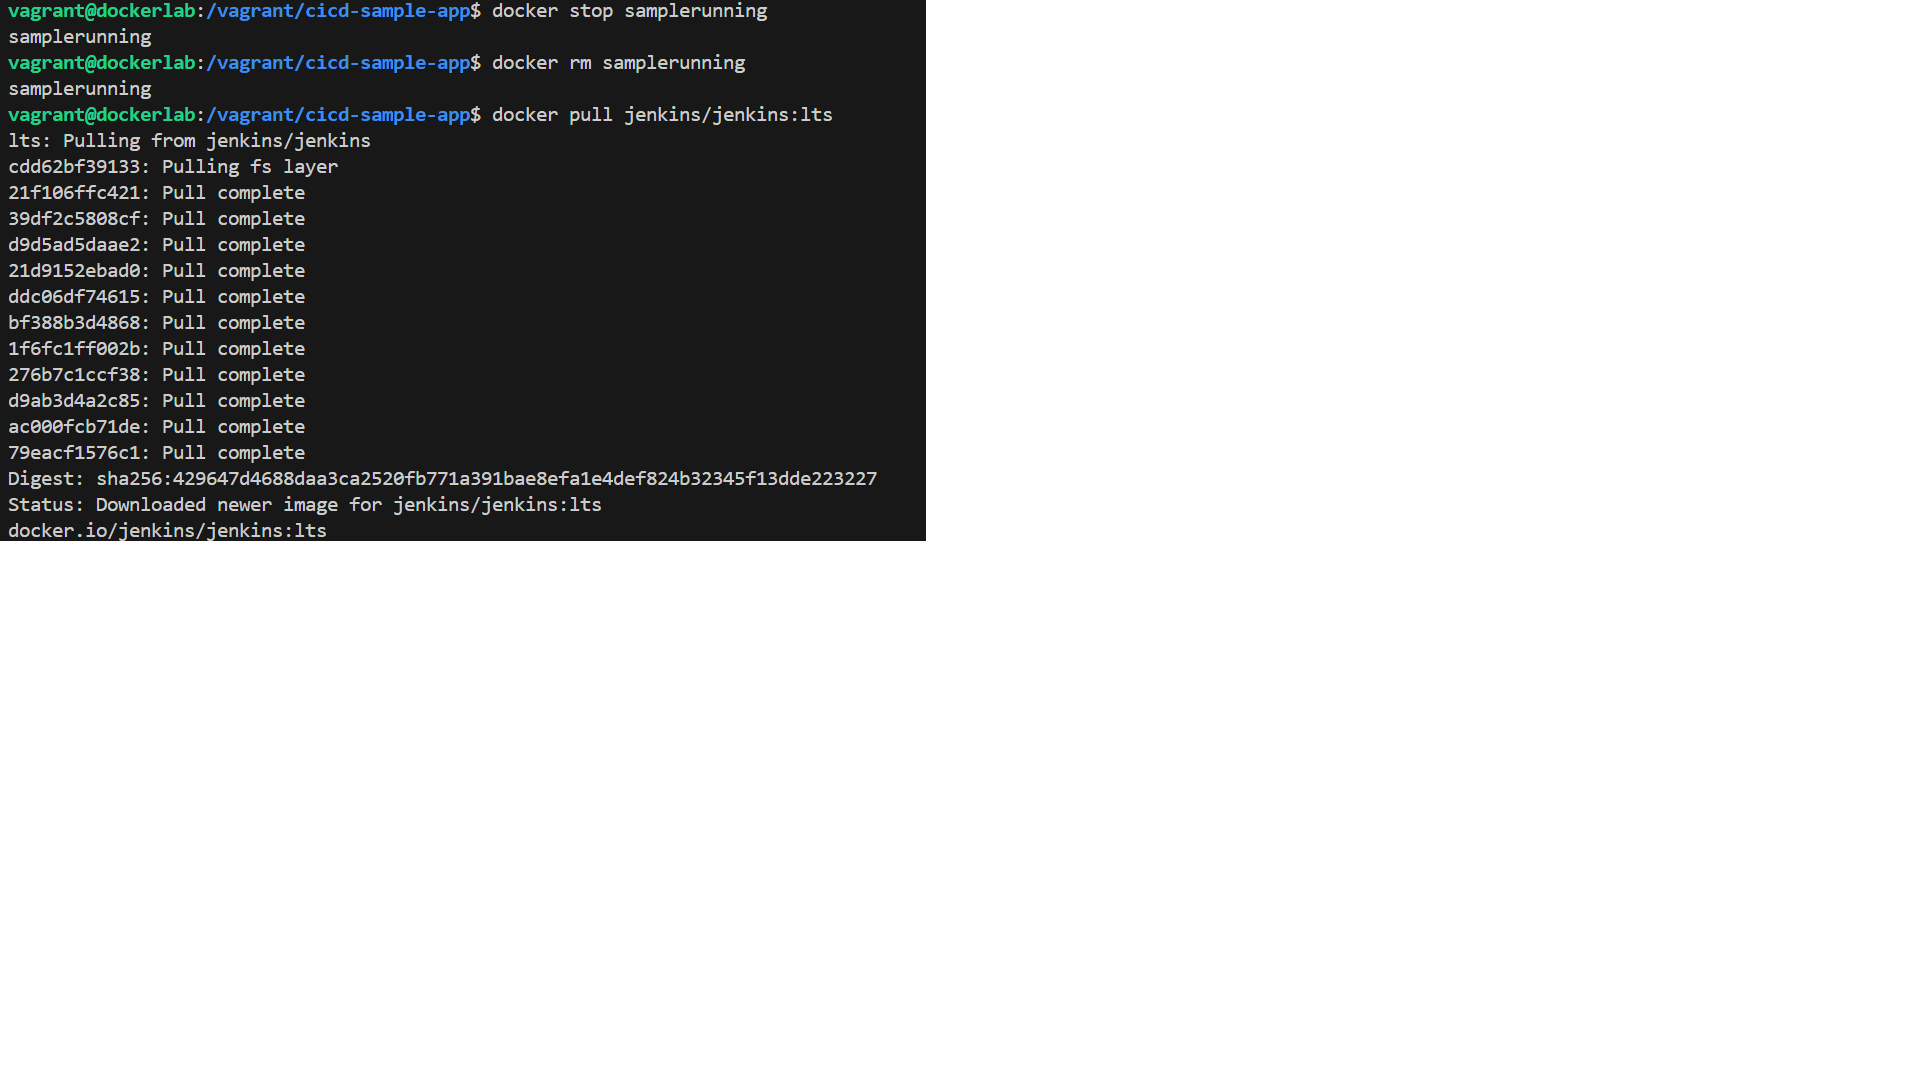 vagrant@dockerlab:/vagrant/cicd-sample-app$ docker stop samplerunning
samplerunning
vagrant@dockerlab:/vagrant/cicd-sample-app$ docker rm samplerunning
samplerunning
vagrant@dockerlab:/vagrant/cicd-sample-app$ docker pull jenkins/jenkins:lts
lts: Pulling from jenkins/jenkins
cdd62bf39133: Pulling fs layer
21f106ffc421: Pull complete
39df2c5808cf: Pull complete
d9d5ad5daae2: Pull complete
21d9152ebad0: Pull complete
ddc06df74615: Pull complete
bf388b3d4868: Pull complete
1f6fc1ff002b: Pull complete
276b7c1ccf38: Pull complete
d9ab3d4a2c85: Pull complete
ac000fcb71de: Pull complete
79eacf1576c1: Pull complete
Digest: sha256:429647d4688daa3ca2520fb771a391bae8efa1e4def824b32345f13dde223227
Status: Downloaded newer image for jenkins/jenkins:lts
docker.io/jenkins/jenkins:lts